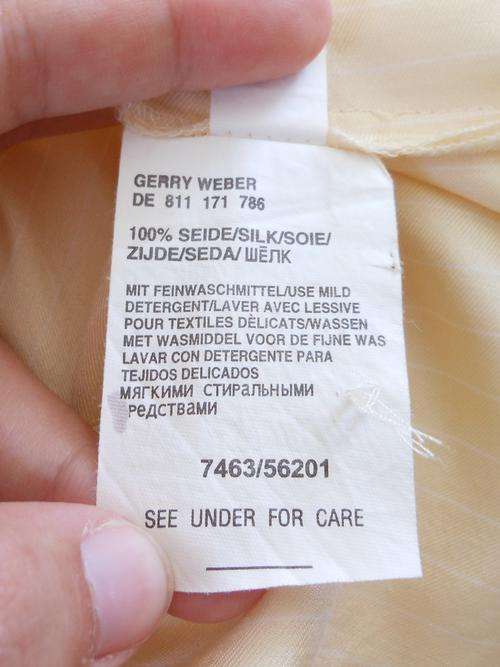 GERRY WEBER
DE 811 171 786
100% SEIDE/SILK/SOIE/
ZIJDE/SEDA/ ШЁЛК
MIT FEINWASCHMITTEL/USE MILD
DETERGENT/LAVER AVEC LESSIVE
POUR TEXTILES DÈLICATS/WASSEN
MET WASMIDDEL VOOR DE FIJNE WAS
LAVAR CON DETERGENTE PARA
TEJIDOS DELICADOS
МЯГКИМИ СТИРАЛЬНЫМИ
РЕДСТВАМИ
7463/56201
SEE UNDER FOR CARE